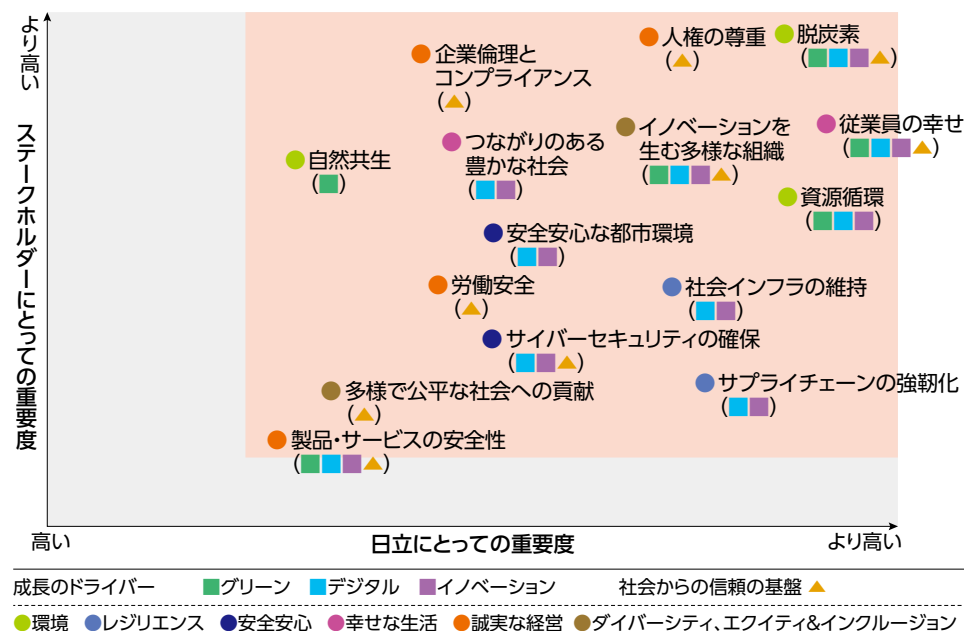 より高い
ステークホルダーにとっての重要度
企業倫理と
コンプライアンス
(▲)
人権の尊重
(▲)
脱炭素
(■■■▲)
自然共生
(■)
つながりのある
豊かな社会
(■■)
イノベーションを
生む多様な組織
(■■■▲)
従業員の幸せ
(■■■▲)
資源循環
(■■■)
安全安心な都市環境
(■■)
労働安全
(▲)
社会インフラの維持
(■■)
サイバーセキュリティの確保
(■■▲)
多様で公平な社会への貢献
(▲)
サプライチェーンの強靭化
(■■)
製品・サービスの安全性
(■■■▲)
高い 日立にとっての重要度 より高い
成長のドライバー ■グリーン ■デジタル ■イノベーション 社会からの信頼の基盤 ▲
●環境 ●レジリエンス ●安全安心 ●幸せな生活 ●誠実な経営 ●ダイバーシティ、エクイティ&インクルージョン